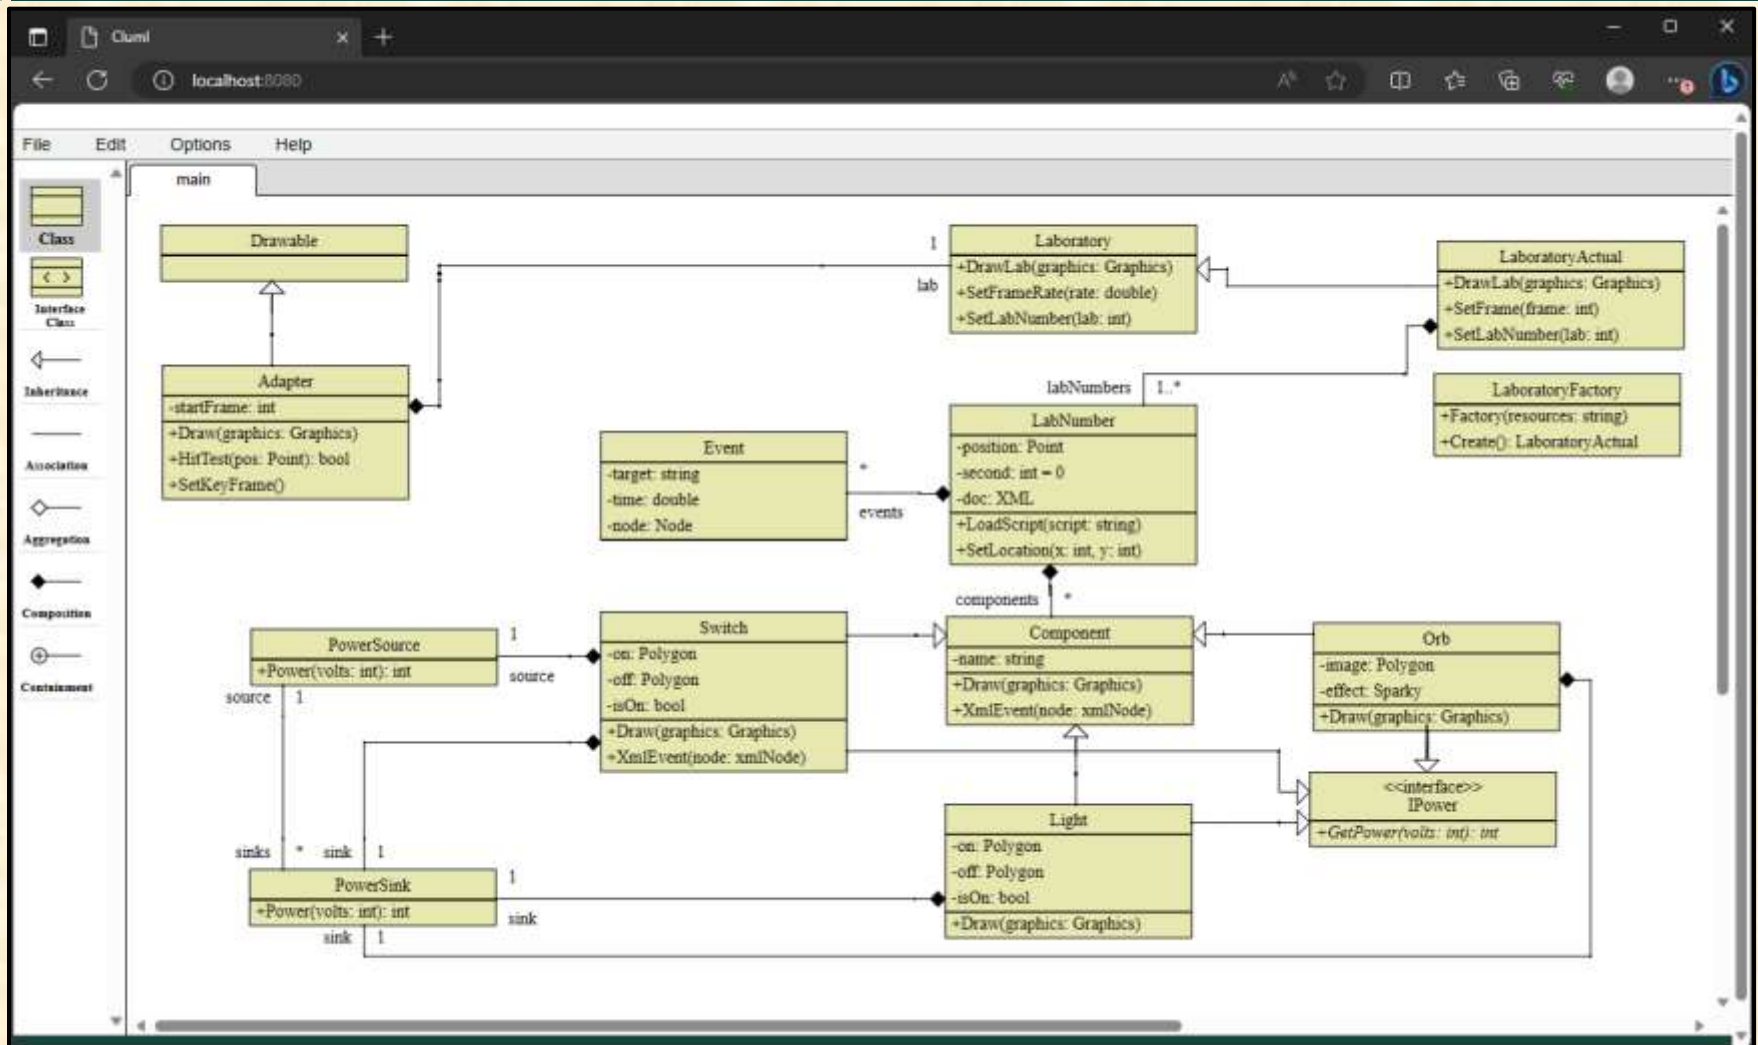 Cluml
localhost:8080
File Edit Options Help
main
Class
Interface
Class
Inheritance
Association
Aggregation
Composition
Containment
Drawable
Adapter
-startFrame: int
+Draw(graphics: Graphics)
+HitTest(pos: Point): bool
+SetKeyFrame()
1
lab
Laboratory
+DrawLab(graphics: Graphics)
+SetFrameRate(rate: double)
+SetLabNumber(lab: int)
LaboratoryActual
+DrawLab(graphics: Graphics)
+SetFrame(frame: int)
+SetLabNumber(lab: int)
LaboratoryFactory
+Factory(resources: string)
+Create(): LaboratoryActual
labNumbers 1..*
LabNumber
-position: Point
-second: int = 0
-doc: XML
+LoadScript(script: string)
+SetLocation(x: int, y: int)
Event
-target: string
-time: double
-node: Node
*
events
components *
Component
-name: string
+Draw(graphics: Graphics)
+XmlEvent(node: xmlNode)
Switch
-on: Polygon
-off: Polygon
-isOn: bool
+Draw(graphics: Graphics)
+XmlEvent(node: xmlNode)
PowerSource
+Power(volts: int): int
1
source
source 1
Orb
-image: Polygon
-effect: Sparky
+Draw(graphics: Graphics)
<<interface>>
IPower
+GetPower(volts: int): int
Light
-on: Polygon
-off: Polygon
-isOn: bool
+Draw(graphics: Graphics)
sinks * sink 1
PowerSink
+Power(volts: int): int
1
sink
sink 1